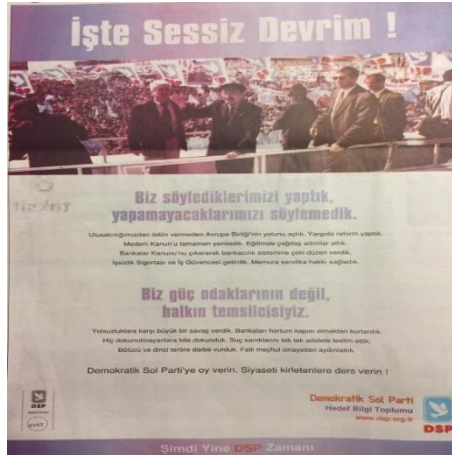 İşte Sessiz Devrim !
Biz söylediklerimizi yaptık,
yapamayacaklarımızı söylemedik.
Ulusalcılığımızdan ödün vermeden Avrupa Birliği'nin yolunu açtık. Yargıda reform yaptık.
Medeni Kanun'u tamamen yeniledik. Eğitimde çağdaş adımlar attık.
Bankalar Kanunu'nu çıkararak bankacılık sistemine çeki düzen verdik.
İşsizlik Sigortası ve İş Güvencesi getirdik. Memura sendika hakkı sağladık.
Biz güç odaklarının değil,
halkın temsilcisiyiz.
Yolsuzluklara karşı büyük bir savaş verdik. Bankaları hortum kapısı olmaktan kurtardık.
Hiç dokunulmayanlara bile dokunduk. Suç sanıklarını tek tek adalete teslim ettik.
Bölücü ve dinci teröre darbe vurduk. Faili meçhul cinayetleri aydınlattık.
Demokratik Sol Parti'ye oy verin. Siyaseti kirletenlere ders verin !
Demokratik Sol Parti
Hedef Bilgi Toplumu
www.dsp.org.tr
DSP
DSP
Şimdi Yine DSP Zamanı